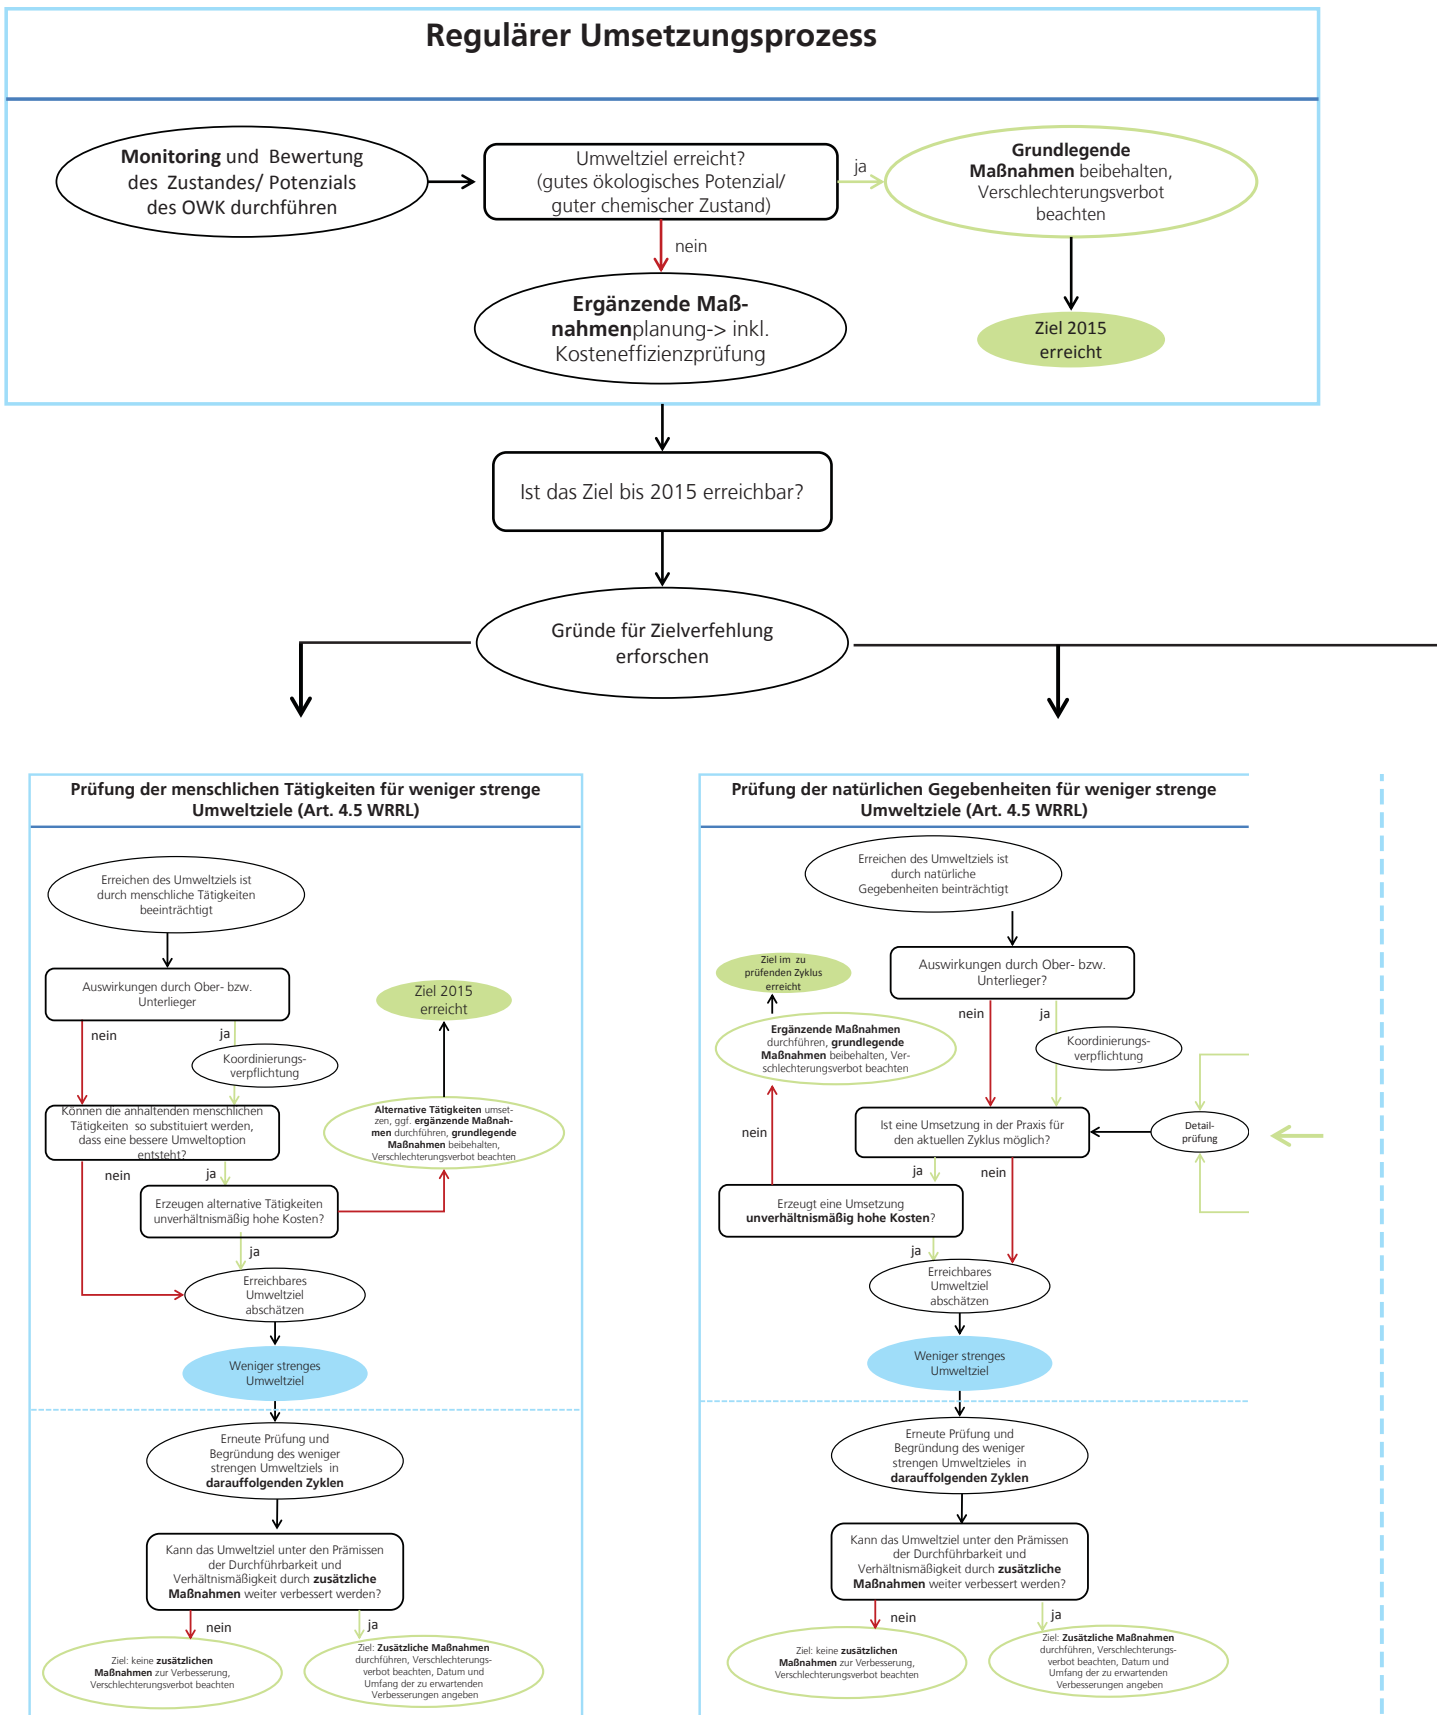 Regulärer Umsetzungsprozess
Monitoring und Bewertung
des Zustandes/ Potenzials
des OWK durchführen
Umweltziel erreicht?
(gutes ökologisches Potenzial/
guter chemischer Zustand)
ja
Grundlegende
Maßnahmen beibehalten,
Verschlechterungsverbot
beachten
nein
Ergänzende Maß-
nahmenplanung-> inkl.
Kosteneffizienzprüfung
Ziel 2015
erreicht
Ist das Ziel bis 2015 erreichbar?
Gründe für Zielverfehlung
erforschen
Prüfung der menschlichen Tätigkeiten für weniger strenge
Umweltziele (Art. 4.5 WRRL)
Erreichen des Umweltziels ist
durch menschliche Tätigkeiten
beeinträchtigt
Auswirkungen durch Ober- bzw.
Unterlieger
nein
ja
Koordinierungs-
verpflichtung
Ziel 2015
erreicht
Können die anhaltenden menschlichen
Tätigkeiten so substituiert werden,
dass eine bessere Umweltoption
entsteht?
Alternative Tätigkeiten umset-
zen, ggf. ergänzende Maßnah-
men durchführen, grundlegende
Maßnahmen beibehalten,
Verschlechterungsverbot beachten
nein
ja
Erzeugen alternative Tätigkeiten
unverhältnismäßig hohe Kosten?
ja
Erreichbares
Umweltziel
abschätzen
Weniger strenges
Umweltziel
Erneute Prüfung und
Begründung des weniger
strengen Umweltziels in
darauffolgenden Zyklen
Kann das Umweltziel unter den Prämissen
der Durchführbarkeit und
Verhältnismäßigkeit durch zusätzliche
Maßnahmen weiter verbessert werden?
nein
ja
Ziel: keine zusätzlichen
Maßnahmen zur Verbesserung,
Verschlechterungsverbot beachten
Ziel: Zusätzliche Maßnahmen
durchführen, Verschlechterungs-
verbot beachten, Datum und
Umfang der zu erwartenden
Verbesserungen angeben
Prüfung der natürlichen Gegebenheiten für weniger strenge
Umweltziele (Art. 4.5 WRRL)
Erreichen des Umweltziels ist
durch natürliche
Gegebenheiten beinträchtigt
Ziel im zu
prüfenden Zyklus
erreicht
Auswirkungen durch Ober- bzw.
Unterlieger?
nein
ja
Ergänzende Maßnahmen
durchführen, grundlegende
Maßnahmen beibehalten, Ver-
schlechterungsverbot beachten
Koordinierungs-
verpflichtung
nein
Ist eine Umsetzung in der Praxis für
den aktuellen Zyklus möglich?
Detail-
prüfung
ja
nein
Erzeugt eine Umsetzung
unverhältnismäßig hohe Kosten?
ja
Erreichbares
Umweltziel
abschätzen
Weniger strenges
Umweltziel
Erneute Prüfung und
Begründung des weniger
strengen Umweltzieles in
darauffolgenden Zyklen
Kann das Umweltziel unter den Prämissen
der Durchführbarkeit und
Verhältnismäßigkeit durch zusätzliche
Maßnahmen weiter verbessert werden?
nein
ja
Ziel: keine zusätzlichen
Maßnahmen zur Verbesserung,
Verschlechterungsverbot beachten
Ziel: Zusätzliche Maßnahmen
durchführen, Verschlechterungs-
verbot beachten, Datum und
Umfang der zu erwartenden
Verbesserungen angeben